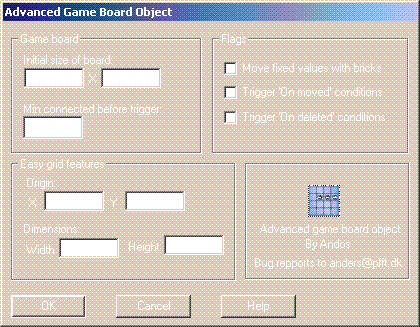 Advanced Game Board Object
Game board
Initial size of board
X
Min connected before trigger:
Flags
Move fixed values with bricks
Trigger 'On moved' conditions
Trigger 'On deleted' conditions
Easy grid features
Origin:
X Y
Dimensions:
Width Height
Advanced game board object
By Andos
Bug repports to anders@pfft.dk
OK Cancel Help